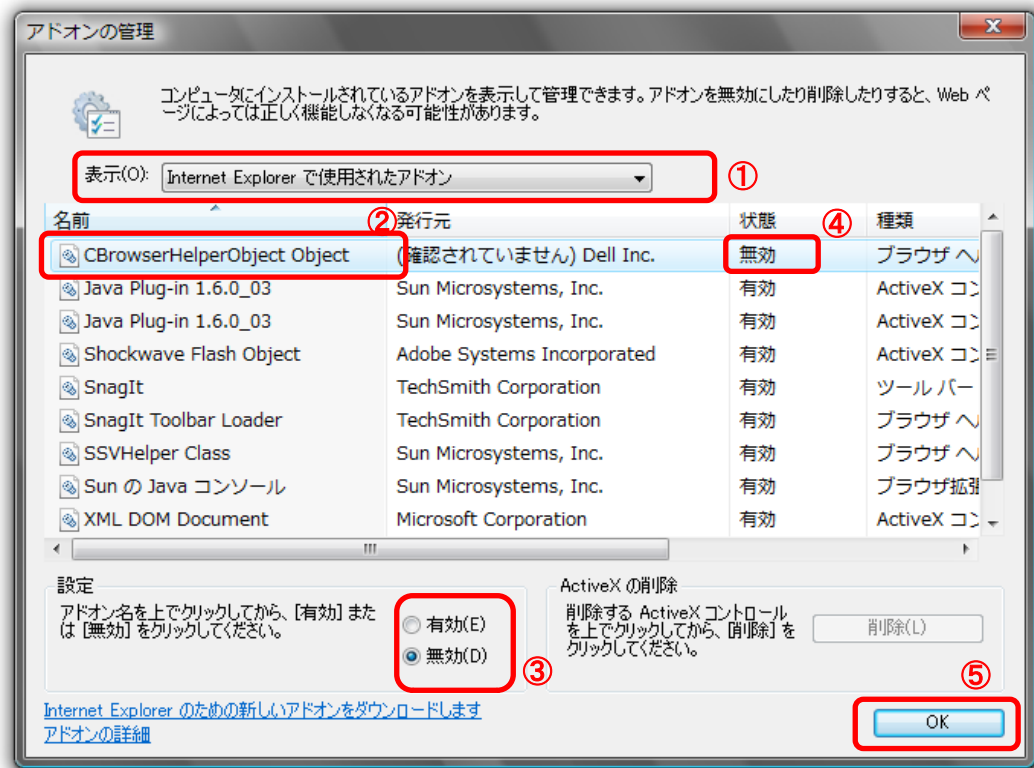 アドオンの管理
コンピュータにインストールされているアドオンを表示して管理できます。アドオンを無効にしたり削除したりすると、Web ペ
ージによっては正しく機能しなくなる可能性があります。
表示(O): Internet Explorer で使用されたアドオン ①
名前 ② 発行元 状態 ④ 種類
CBrowserHelperObject Object (確認されていません) Dell Inc. 無効 ブラウザ ヘル
Java Plug-in 1.6.0_03 Sun Microsystems, Inc. 有効 ActiveX コン
Java Plug-in 1.6.0_03 Sun Microsystems, Inc. 有効 ActiveX コン
Shockwave Flash Object Adobe Systems Incorporated 有効 ActiveX コン
SnagIt TechSmith Corporation 有効 ツール バー
SnagIt Toolbar Loader TechSmith Corporation 有効 ブラウザ ヘル
SSVHelper Class Sun Microsystems, Inc. 有効 ブラウザ ヘル
Sun の Java コンソール Sun Microsystems, Inc. 有効 ブラウザ拡張
XML DOM Document Microsoft Corporation 有効 ActiveX コン
設定
アドオン名を上でクリックしてから、[有効] また
は [無効] をクリックしてください。
有効(E)
無効(D) ③
ActiveX の削除
削除する ActiveX コントロール
を上でクリックしてから、[削除] を
クリックしてください。
削除(L)
⑤
Internet Explorer のための新しいアドオンをダウンロードします
アドオンの詳細
OK